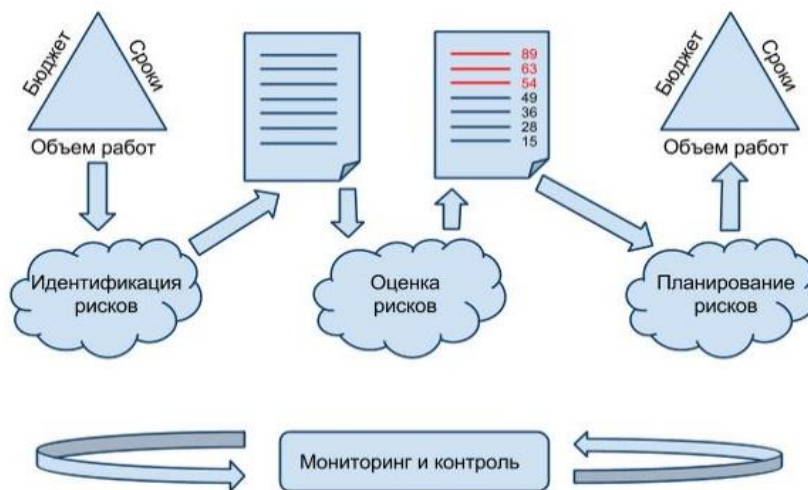 Бюджет
Сроки
Объем работ
89
63
54
49
36
28
15
Бюджет
Сроки
Объем работ
Идентификация
рисков
Оценка
рисков
Планирование
рисков
Мониторинг и контроль